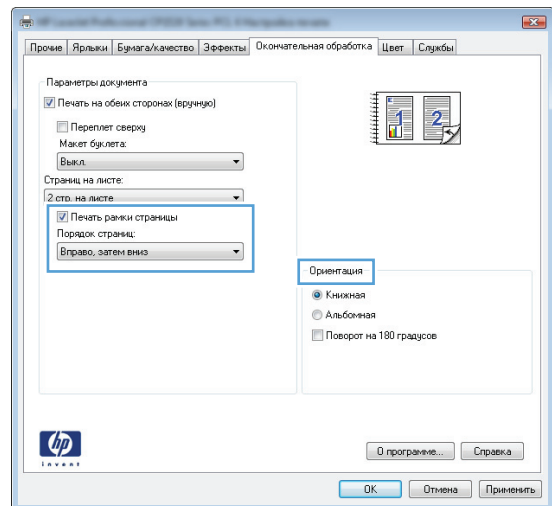 Прочие Ярлыки Бумага/качество Эффекты Окончательная обработка Цвет Службы
Параметры документа
Печать на обеих сторонах (вручную)
Переплет сверху
Макет буклета:
Выкл.
Страниц на листе:
2 стр. на листе
Печать рамки страницы
Порядок страниц:
Вправо, затем вниз
1 2
Ориентация
Книжная
Альбомная
Поворот на 180 градусов
hp
invent
О программе... Справка
OK Отмена Применить